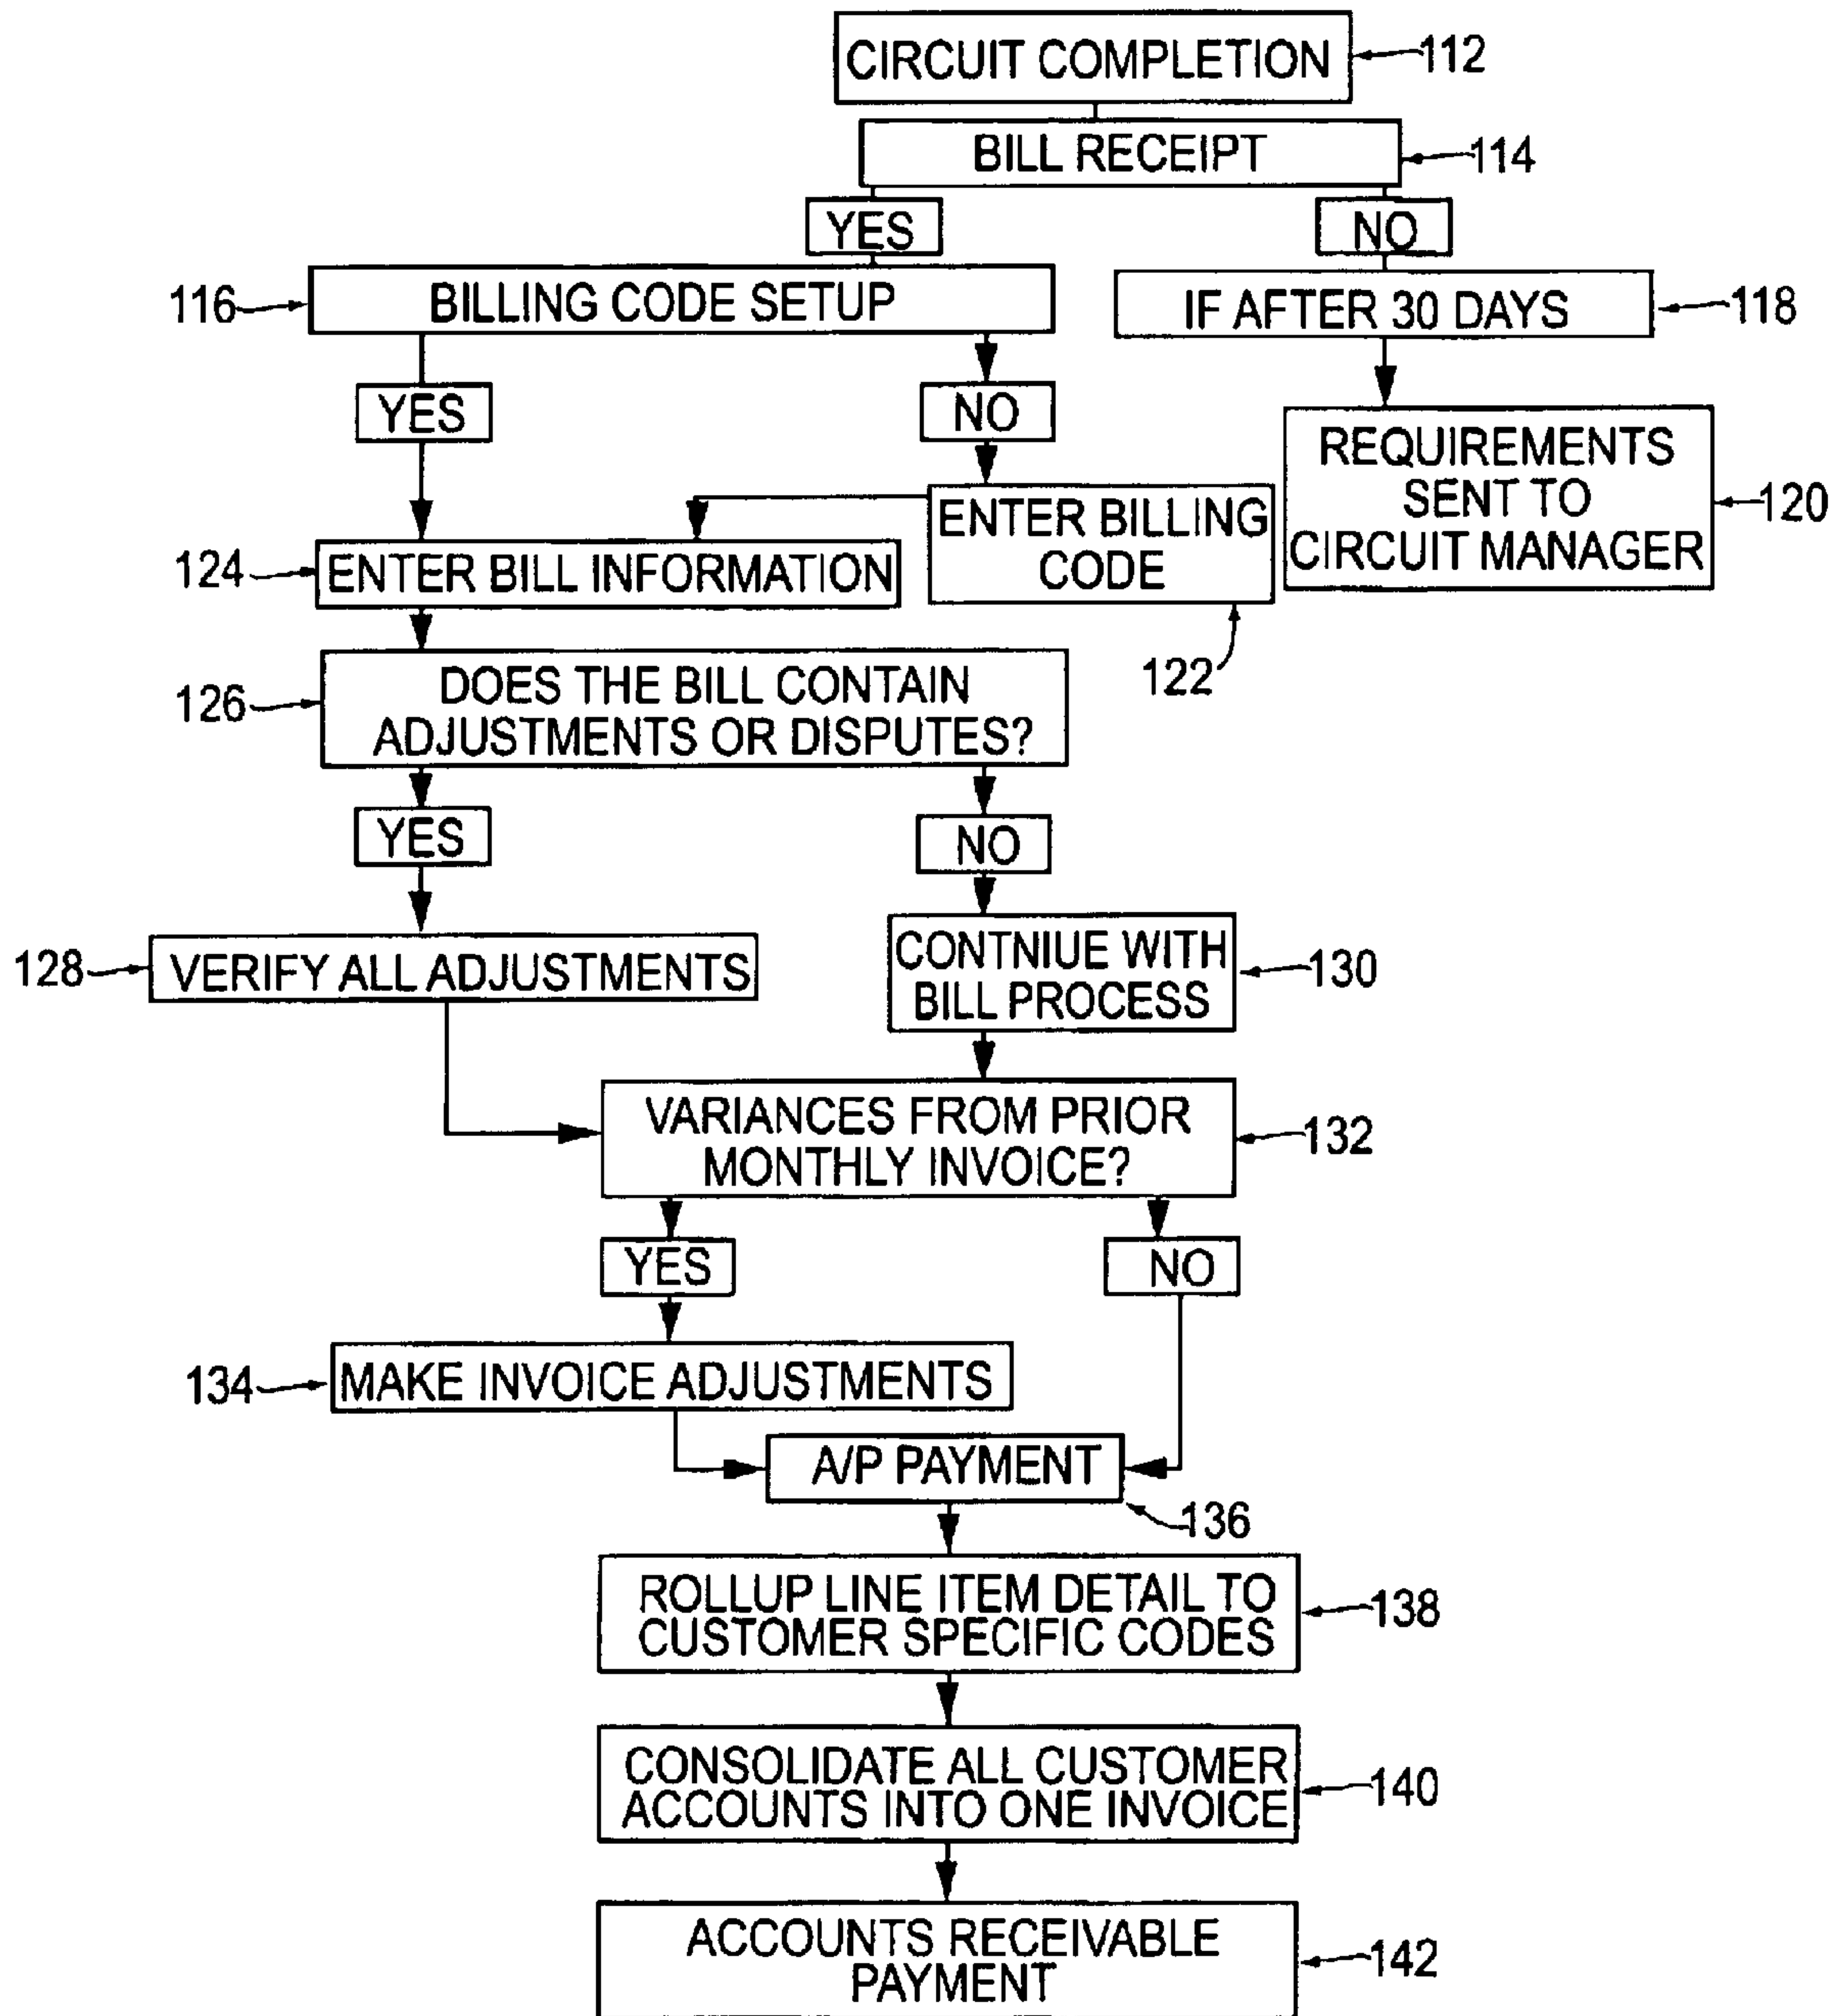 CIRCUIT COMPLETION
112
BILL RECEIPT
114
YES
NO
116
BILLING CODE SETUP
IF AFTER 30 DAYS
118
YES
NO
REQUIREMENTS
SENT TO
CIRCUIT MANAGER
120
ENTER BILLING
CODE
122
124
ENTER BILL INFORMATION
126
DOES THE BILL CONTAIN
ADJUSTMENTS OR DISPUTES?
YES
NO
128
VERIFY ALL ADJUSTMENTS
CONTNIUE WITH
BILL PROCESS
130
VARIANCES FROM PRIOR
MONTHLY INVOICE?
132
YES
NO
134
MAKE INVOICE ADJUSTMENTS
A/P PAYMENT
136
ROLLUP LINE ITEM DETAIL TO
CUSTOMER SPECIFIC CODES
138
CONSOLIDATE ALL CUSTOMER
ACCOUNTS INTO ONE INVOICE
140
ACCOUNTS RECEIVABLE
PAYMENT
142